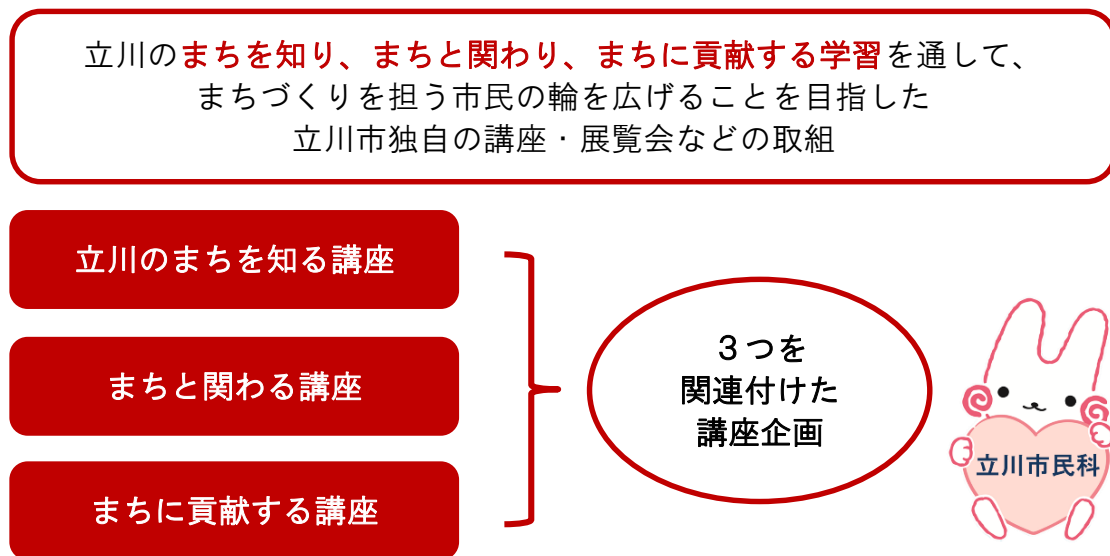 立川のまちを知り、まちと関わり、まちに貢献する学習を通して、
まちづくりを担う市民の輪を広げることを目指した
立川市独自の講座・展覧会などの取組
立川のまちを知る講座
まちと関わる講座
まちに貢献する講座
３つを
関連付けた
講座企画
立川市民科